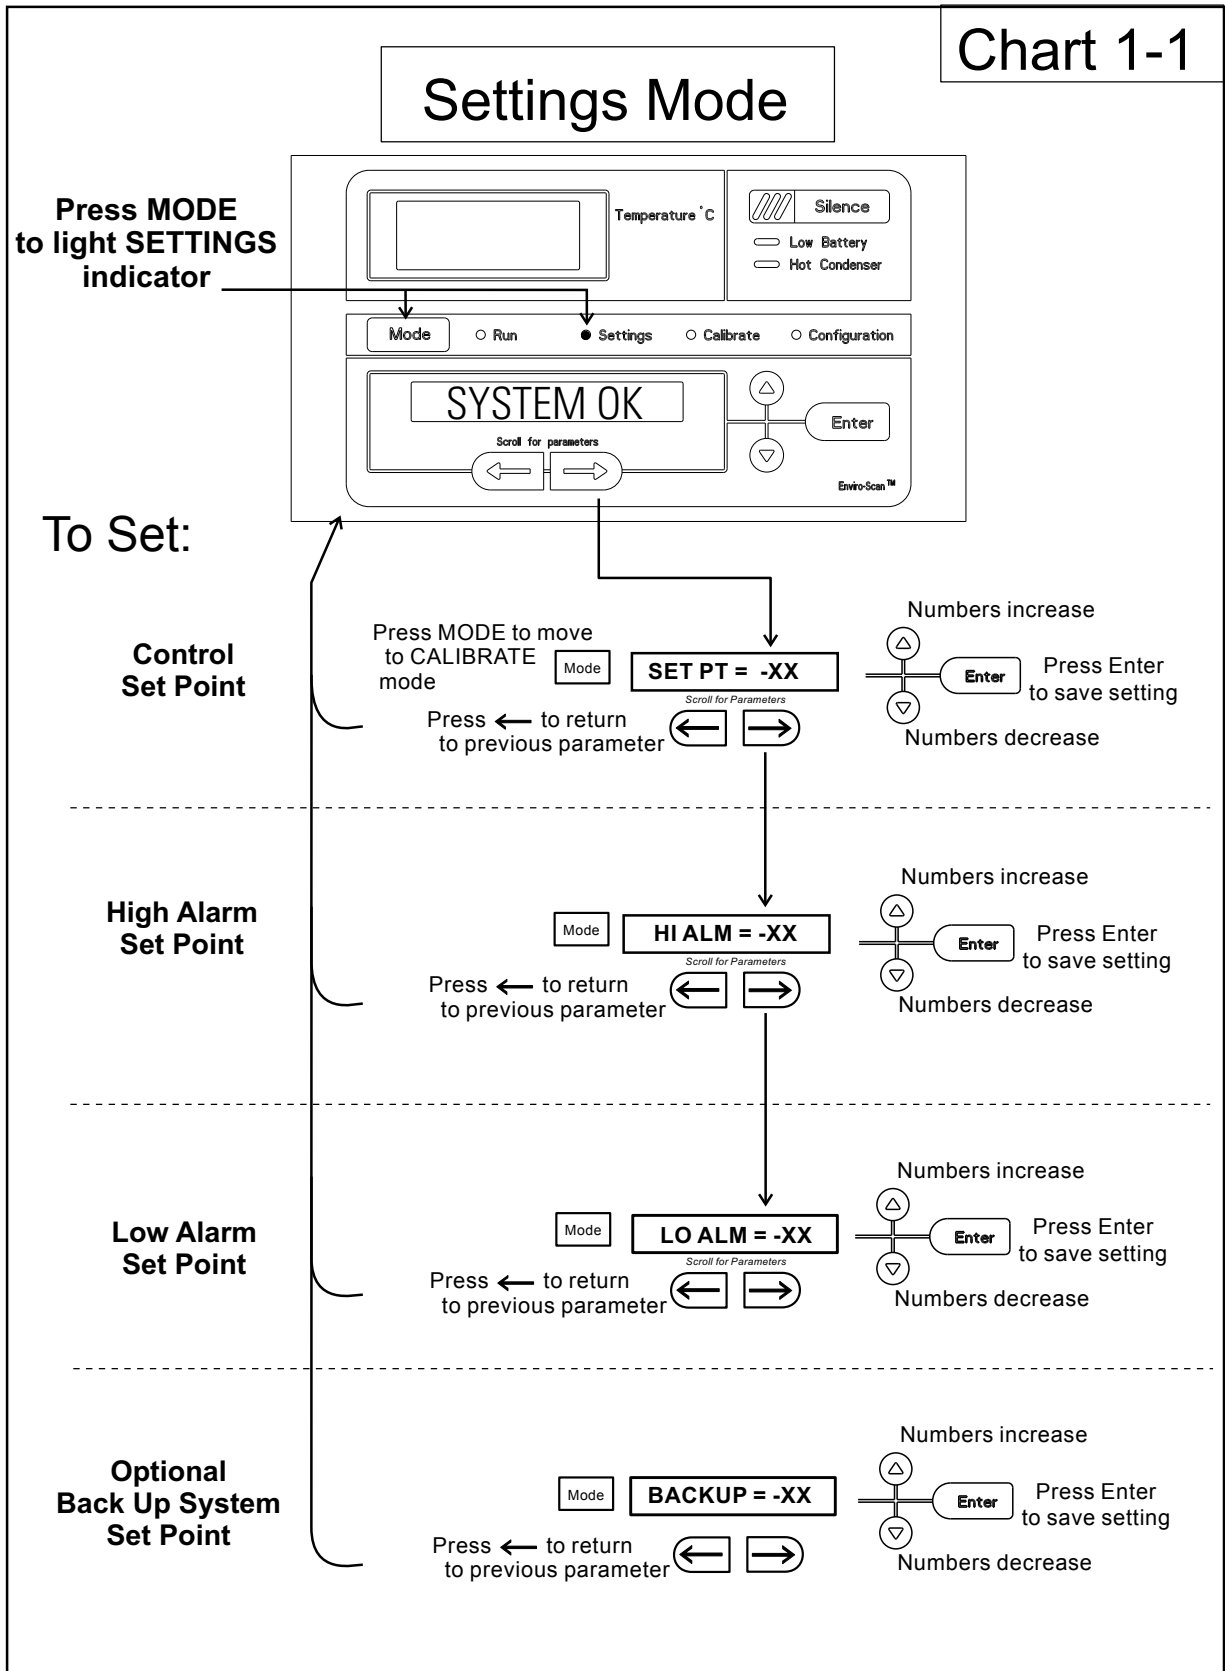 Chart 1-1
Settings Mode
Press MODE
to light SETTINGS
indicator
Temperature °C
Silence
Low Battery
Hot Condenser
Mode
Run
Settings
Calibrate
Configuration
SYSTEM OK
Scroll for parameters
Enter
Enviro-Scan ™
To Set:
Control
Set Point
Press MODE to move
to CALIBRATE
mode
Mode
SET PT = -XX
Scroll for Parameters
Press ← to return
to previous parameter
Numbers increase
Enter
Press Enter
to save setting
Numbers decrease
High Alarm
Set Point
Mode
HI ALM = -XX
Scroll for Parameters
Press ← to return
to previous parameter
Numbers increase
Enter
Press Enter
to save setting
Numbers decrease
Low Alarm
Set Point
Mode
LO ALM = -XX
Scroll for Parameters
Press ← to return
to previous parameter
Numbers increase
Enter
Press Enter
to save setting
Numbers decrease
Optional
Back Up System
Set Point
Mode
BACKUP = -XX
Press ← to return
to previous parameter
Numbers increase
Enter
Press Enter
to save setting
Numbers decrease